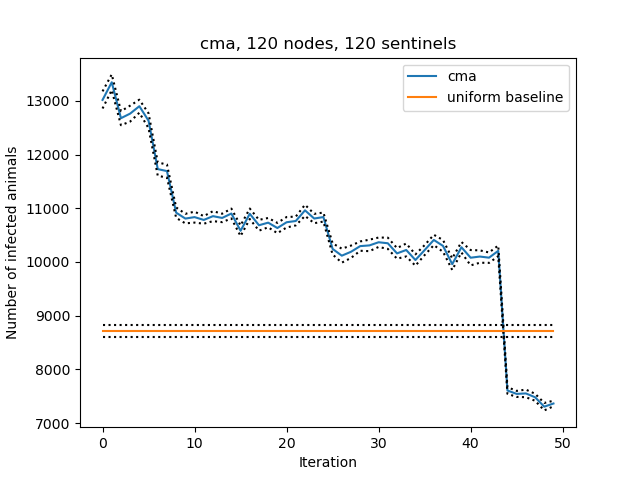 cma, 120 nodes, 120 sentinels
cma
uniform baseline
Number of infected animals
13000
12000
11000
10000
9000
8000
7000
0 10 20 30 40 50
Iteration